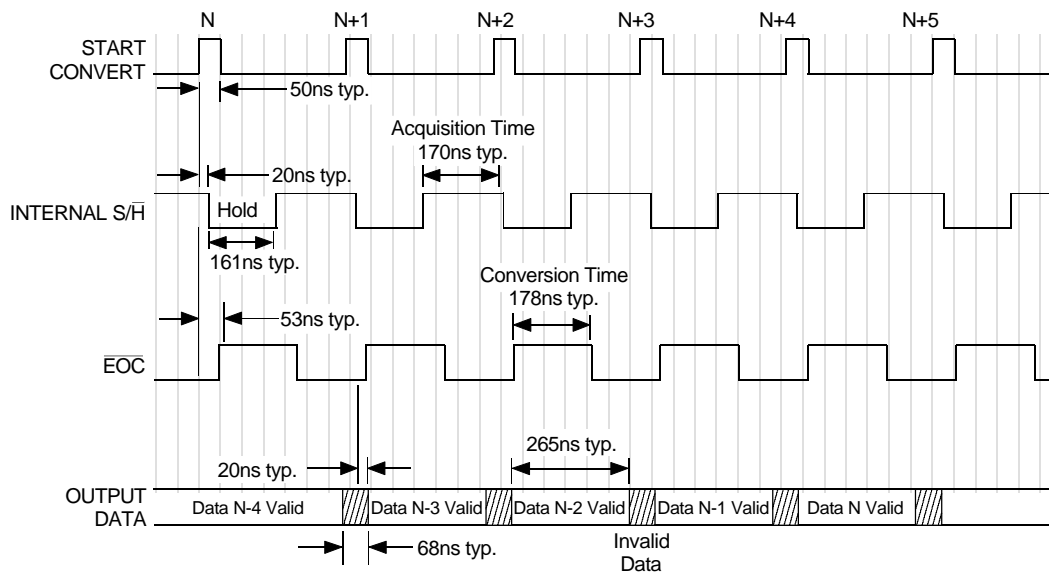 N N+1 N+2 N+3 N+4 N+5
START
CONVERT
50ns typ.
Acquisition Time
170ns typ.
20ns typ.
INTERNAL S/H̅
Hold
161ns typ.
Conversion Time
178ns typ.
53ns typ.
E̅O̅C̅
265ns typ.
20ns typ.
OUTPUT
DATA
Data N-4 Valid Data N-3 Valid Data N-2 Valid Data N-1 Valid Data N Valid
68ns typ.
Invalid
Data